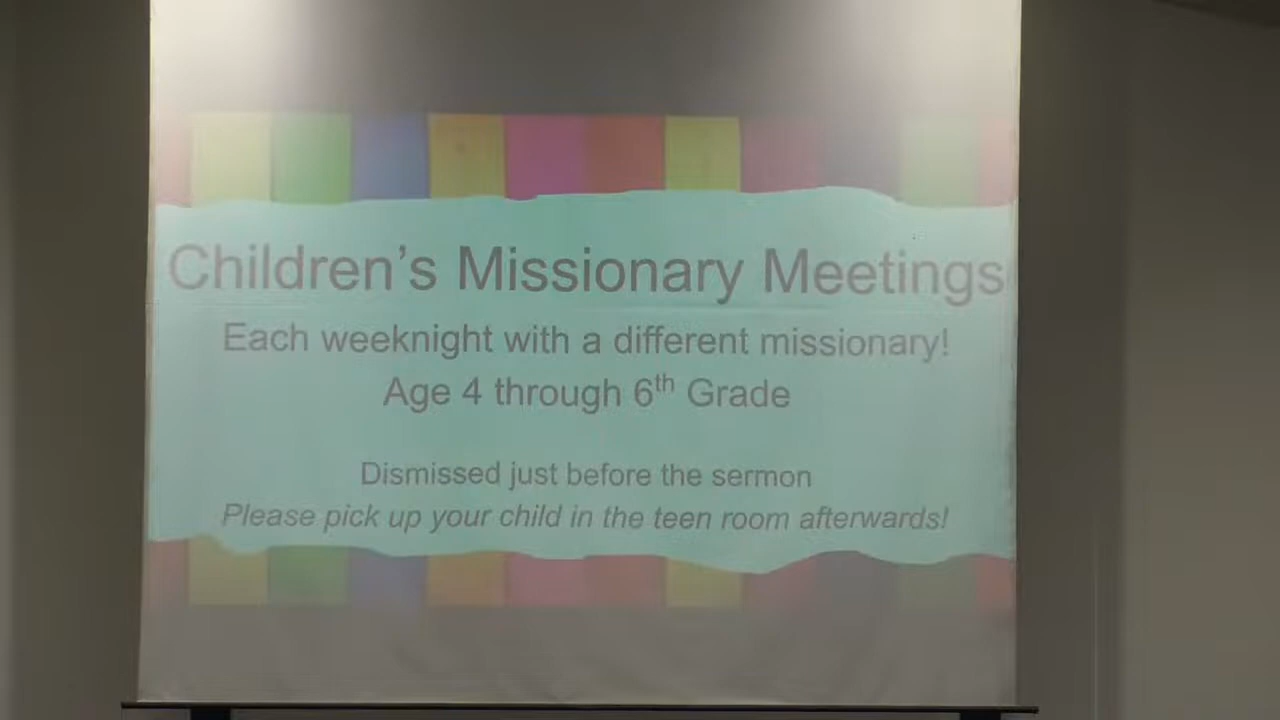 Children's Missionary Meetings
Each weeknight with a different missionary!
Age 4 through 6th Grade
Dismissed just before the sermon
Please pick up your child in the teen room afterwards!